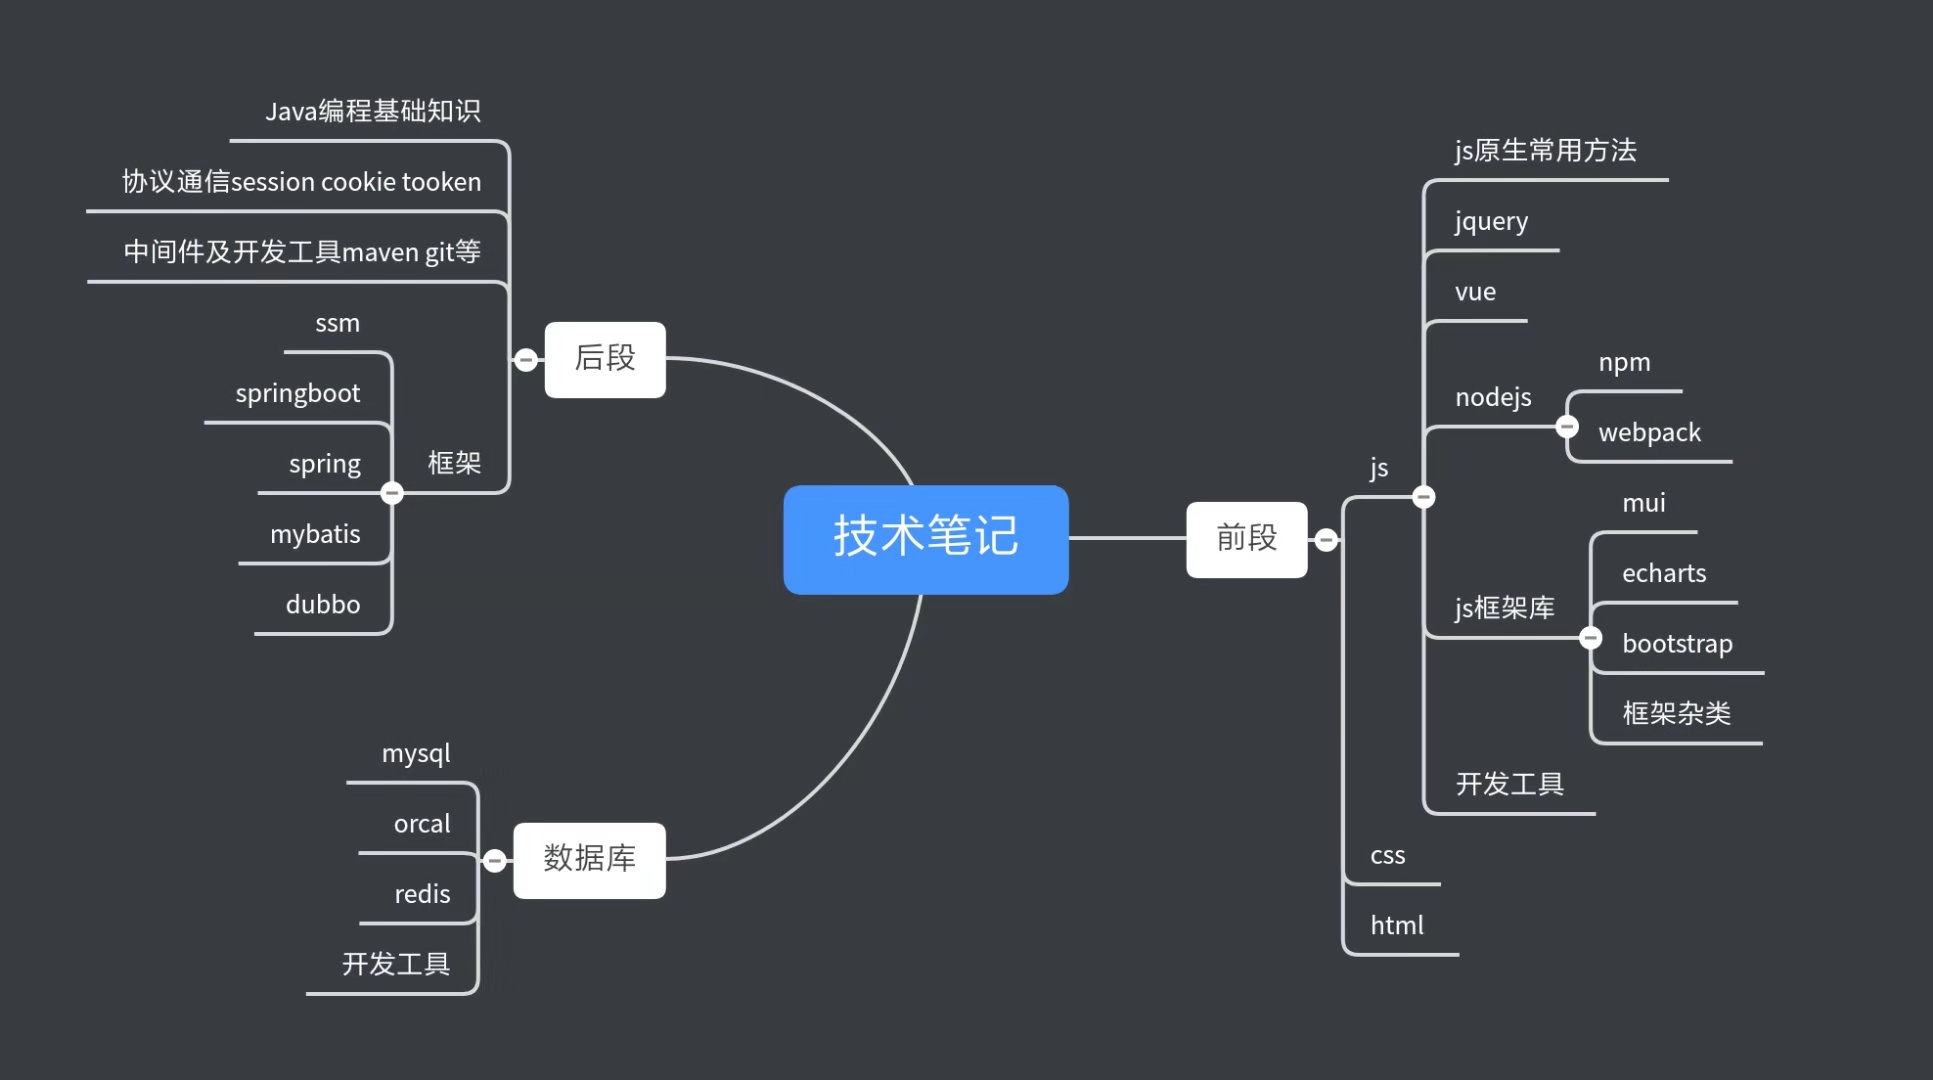 技术笔记
后段
Java编程基础知识
协议通信session cookie tooken
中间件及开发工具maven git等
框架
ssm
springboot
spring
mybatis
dubbo
数据库
mysql
orcal
redis
开发工具
前段
js
js原生常用方法
jquery
vue
nodejs
npm
webpack
js框架库
mui
echarts
bootstrap
框架杂类
开发工具
css
html